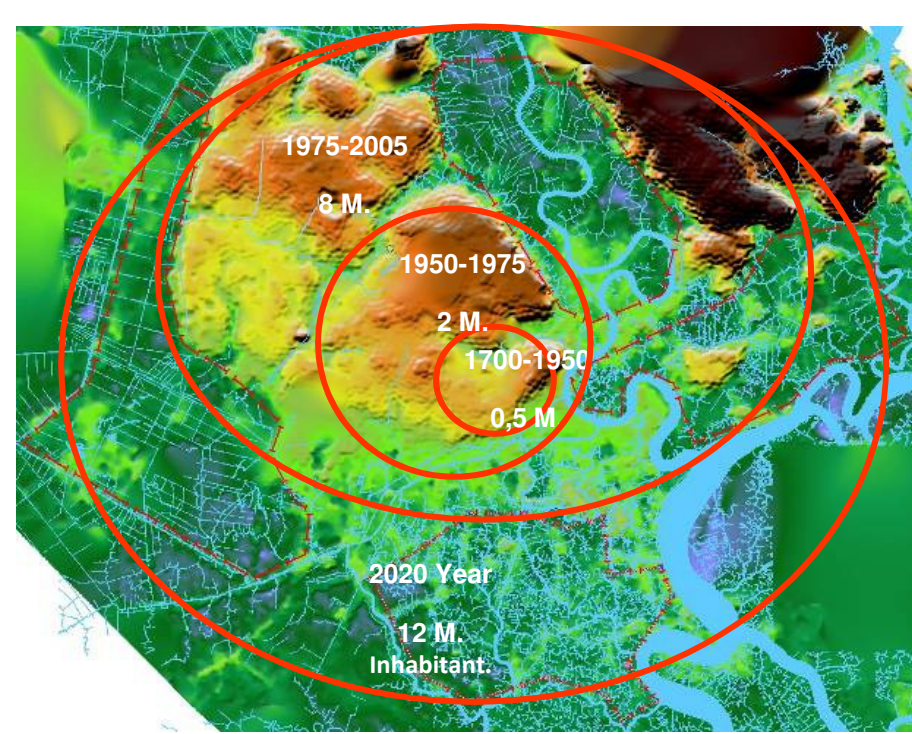 1975-2005
8 M.
1950-1975
2 M.
1700-1950
0,5 M
2020 Year
12 M.
Inhabitant.